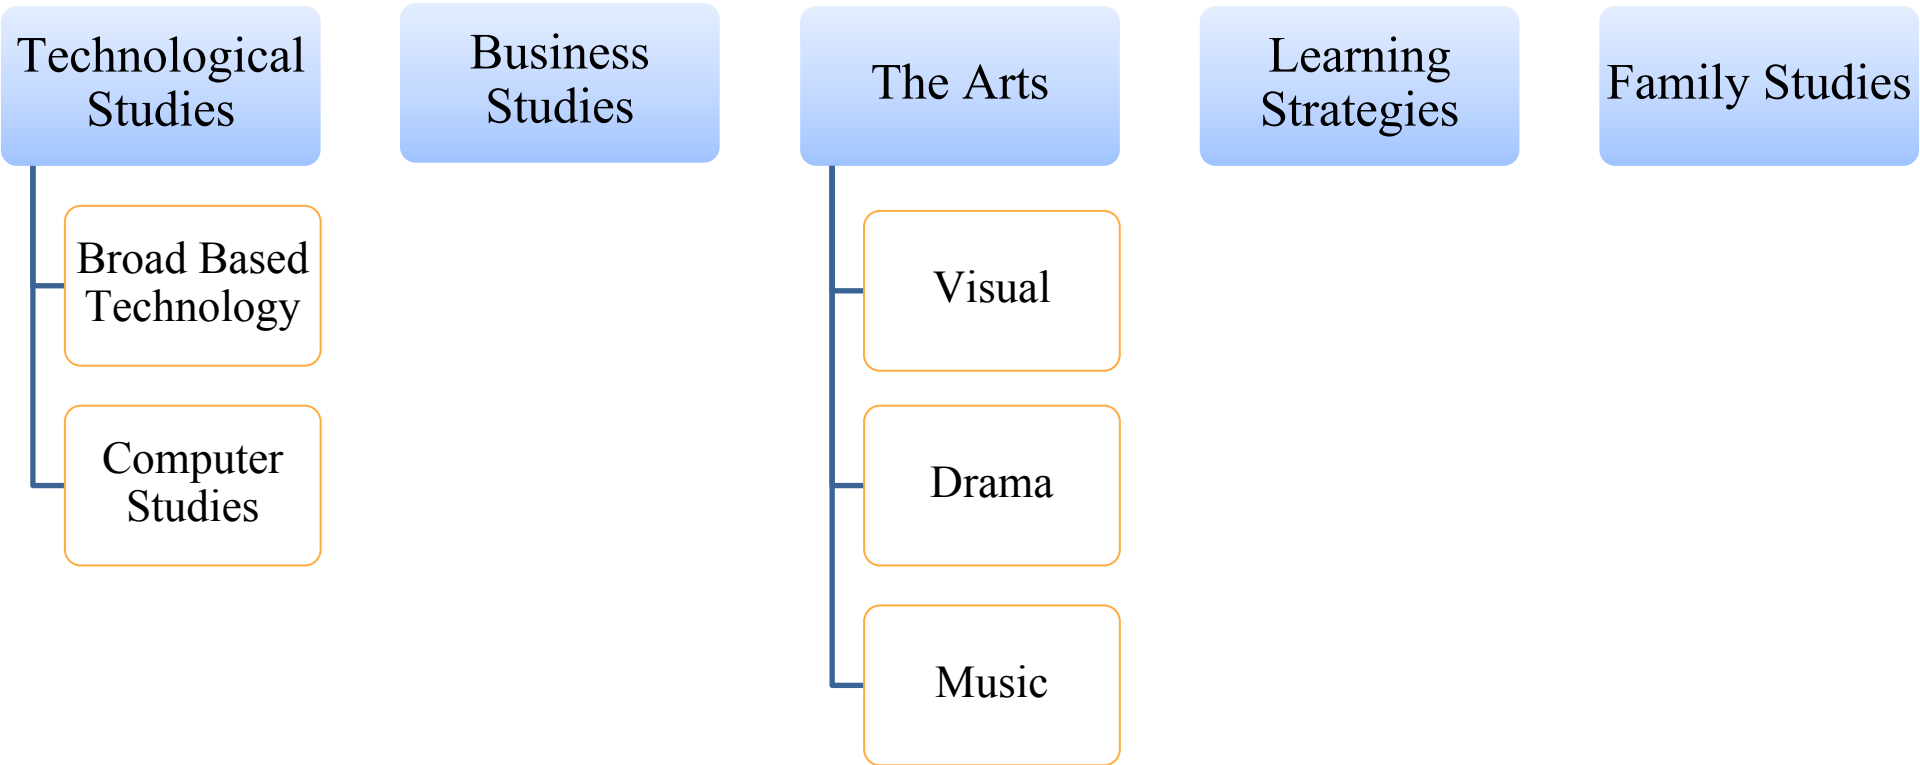 Technological
Studies
Business
Studies
The Arts
Learning
Strategies
Family Studies
Broad Based
Technology
Computer
Studies
Visual
Drama
Music